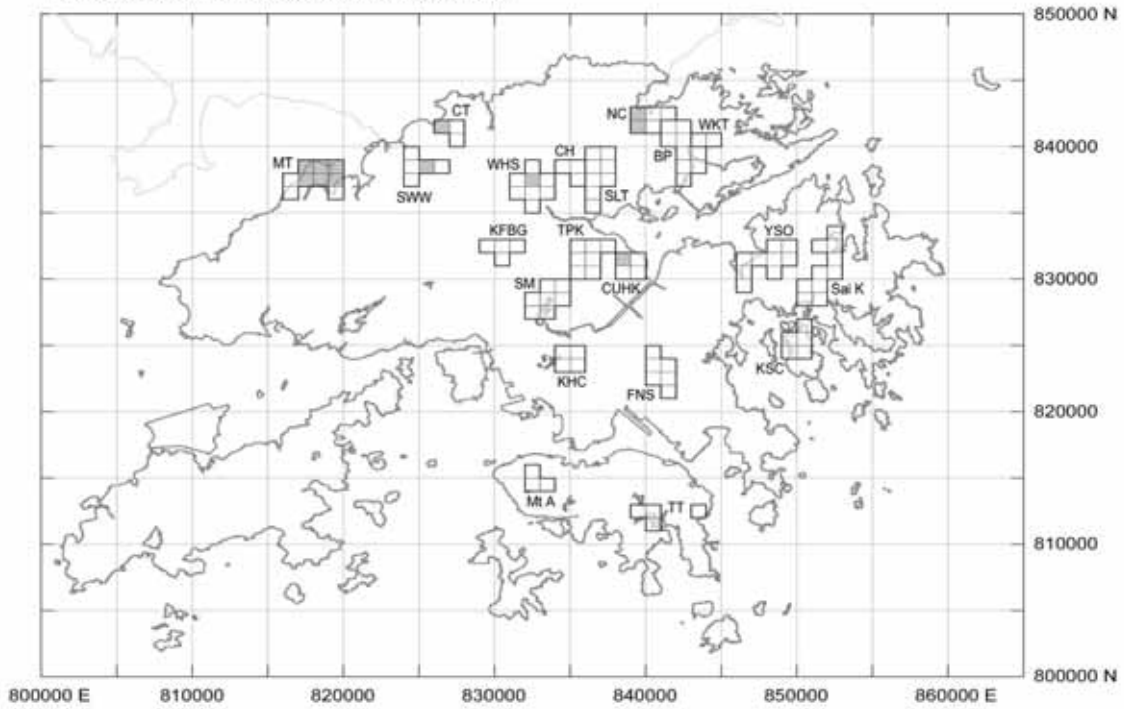 850000 N
CT
NC
WKT
MT
WHS
CH
BP
840000
SWW
SLT
KFBG
TPK
YSO
SM
CUHK
Sai K
830000
KHC
FNS
KSC
820000
Mt A
TT
810000
800000 N
800000 E
810000
820000
830000
840000
850000
860000 E